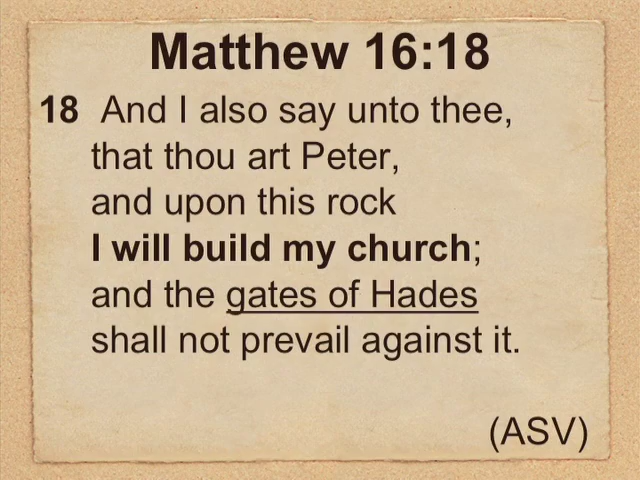 Matthew 16:18
18 And I also say unto thee,
that thou art Peter,
and upon this rock
I will build my church;
and the gates of Hades
shall not prevail against it.
(ASV)